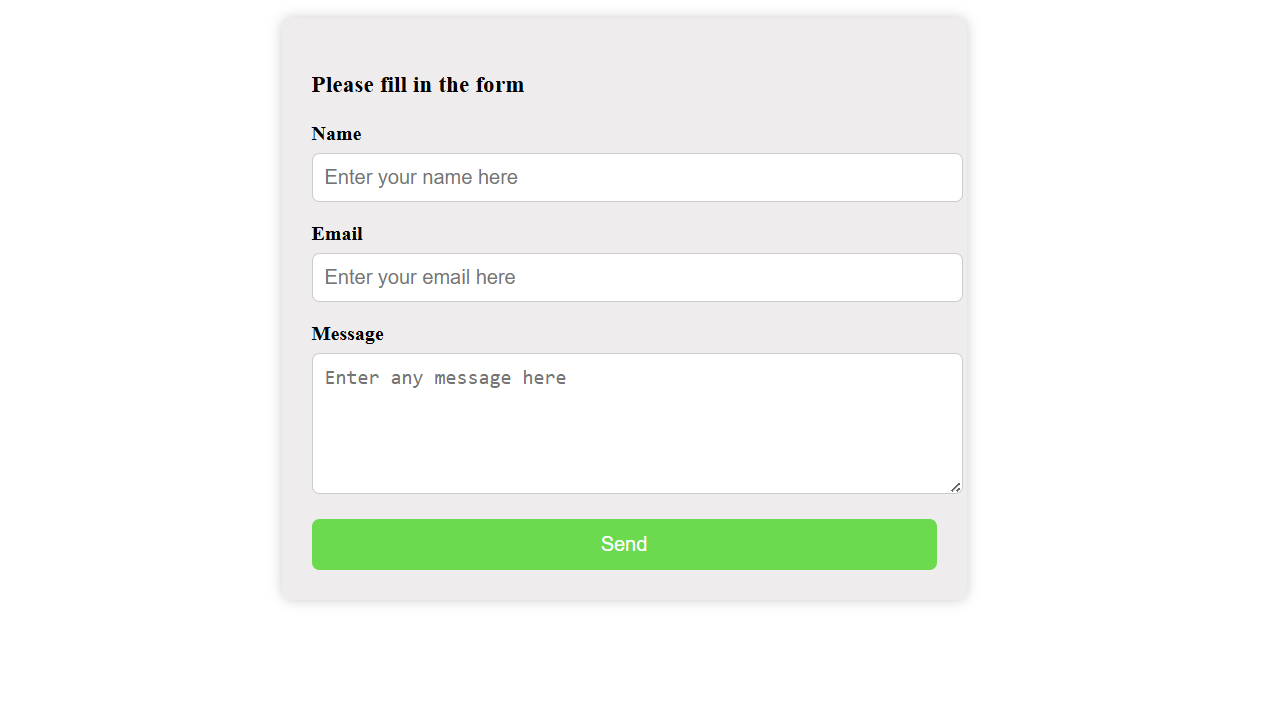 Please fill in the form
Name
Enter your name here
Email
Enter your email here
Message
Enter any message here
Send